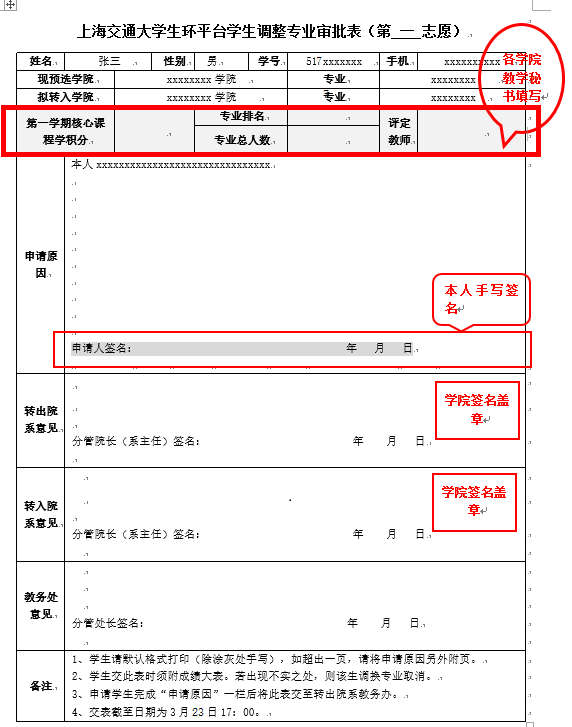 上海交通大学生环平台学生调整专业审批表（第 一 志愿）
姓名 张三 性别 男 学号 517xxxxxxx 手机 xxxxxxxxxx
各学院教学秘书填写
现预选学院 xxxxxxxx 学院 专业 xxxxxxxx
拟转入学院 xxxxxxxx 学院 专业 xxxxxxxx
第一学期核心课程学积分 专业排名 评定教师
专业总人数
申请原因
本人 xxxxxxxxxxxxxxxxxxxxxxxxxxxxxxxx
本人手写签名
申请人签名： 年 月 日
转出院系意见
学院签名盖章
分管院长（系主任）签名： 年 月 日
转入院系意见
学院签名盖章
分管院长（系主任）签名： 年 月 日
教务处意见
分管处长签名： 年 月 日
备注
1、学生请默认格式打印（除涂灰处手写），如超出一页，请将申请原因另外附页。
2、学生交此表时须附成绩大表。若出现不实之处，则该生调换专业取消。
3、申请学生完成“申请原因”一栏后将此表交至转出院系教务办。
4、交表截至日期为3月23日17：00。